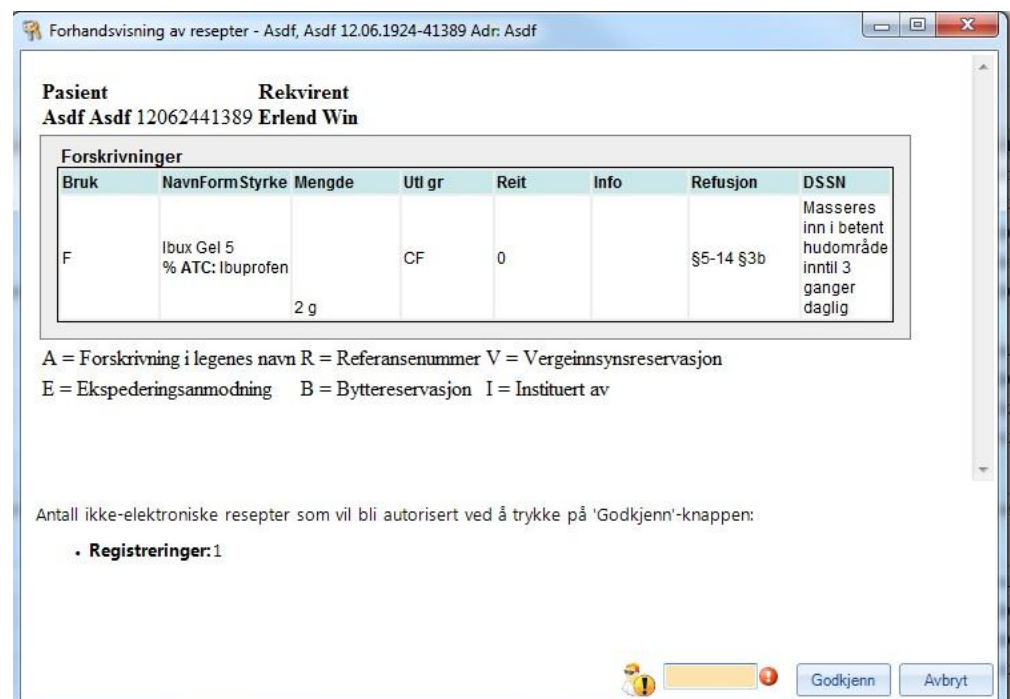 Forhandsvisning av resepter - Asdf, Asdf 12.06.1924-41389 Adr: Asdf
Pasient Rekvirent
Asdf Asdf 12062441389 Erlend Win
Forskrivninger
Bruk NavnFormStyrke Mengde Utl gr Reit Info Refusjon DSSN
F Ibux Gel 5 % ATC: Ibuprofen 2 g CF 0 §5-14 §3b Masseres inn i betent hudområde inntil 3 ganger daglig
A = Forskrivning i legenes navn R = Referansenummer V = Vergeinnsynsreservasjon
E = Ekspederingsanmodning B = Byttereservasjon I = Instituert av
Antall ikke-elektroniske resepter som vil bli autorisert ved å trykke på 'Godkjenn'-knappen:
• Registreringer: 1
Godkjenn Avbryt